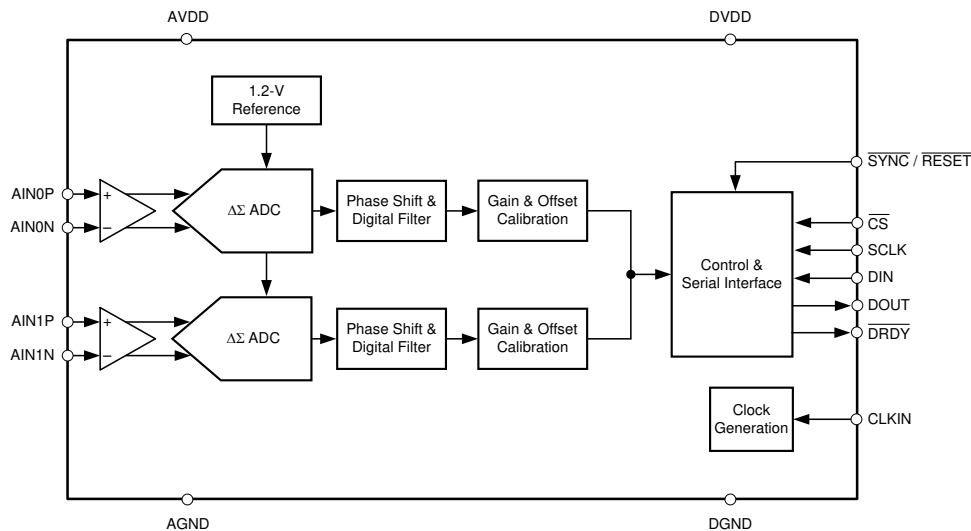 AVDD
DVDD
1.2-V
Reference
SYNC / RESET
AIN0P
+
AIN0N
−
ΔΣ ADC
Phase Shift &
Digital Filter
Gain & Offset
Calibration
Control &
Serial Interface
CS
SCLK
DIN
DOUT
DRDY
AIN1P
+
AIN1N
−
ΔΣ ADC
Phase Shift &
Digital Filter
Gain & Offset
Calibration
Clock
Generation
CLKIN
AGND
DGND